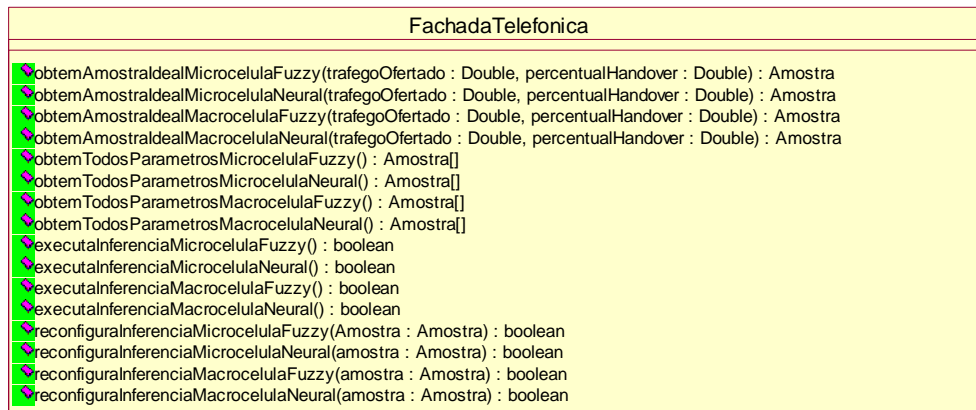 FachadaTelefonica
obtemAmostraIdealMicrocelulaFuzzy(trafegoOfertado : Double, percentualHandover : Double) : Amostra
obtemAmostraIdealMicrocelulaNeural(trafegoOfertado : Double, percentualHandover : Double) : Amostra
obtemAmostraIdealMacrocelulaFuzzy(trafegoOfertado : Double, percentualHandover : Double) : Amostra
obtemAmostraIdealMacrocelulaNeural(trafegoOfertado : Double, percentualHandover : Double) : Amostra
obtemTodosParametrosMicrocelulaFuzzy() : Amostra[]
obtemTodosParametrosMicrocelulaNeural() : Amostra[]
obtemTodosParametrosMacrocelulaFuzzy() : Amostra[]
obtemTodosParametrosMacrocelulaNeural() : Amostra[]
executaInferenciaMicrocelulaFuzzy() : boolean
executaInferenciaMicrocelulaNeural() : boolean
executaInferenciaMacrocelulaFuzzy() : boolean
executaInferenciaMacrocelulaNeural() : boolean
reconfiguraInferenciaMicrocelulaFuzzy(Amostra : Amostra) : boolean
reconfiguraInferenciaMicrocelulaNeural(amostra : Amostra) : boolean
reconfiguraInferenciaMacrocelulaFuzzy(amostra : Amostra) : boolean
reconfiguraInferenciaMacrocelulaNeural(amostra : Amostra) : boolean